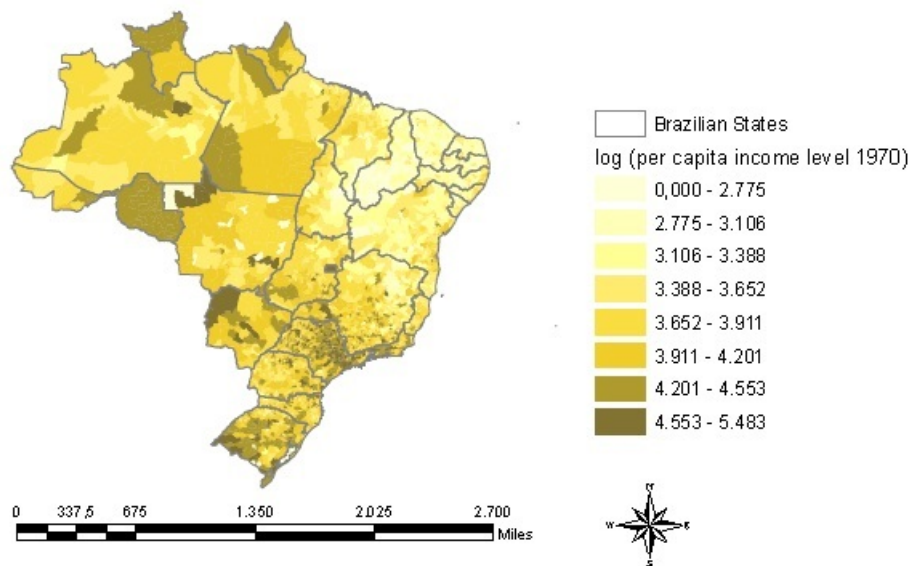 Brazilian States
log (per capita income level 1970)
0,000 - 2.775
2.775 - 3.106
3.106 - 3.388
3.388 - 3.652
3.652 - 3.911
3.911 - 4.201
4.201 - 4.553
4.553 - 5.483
0 337,5 675 1.350 2.025 2.700
Miles
N
W E
S